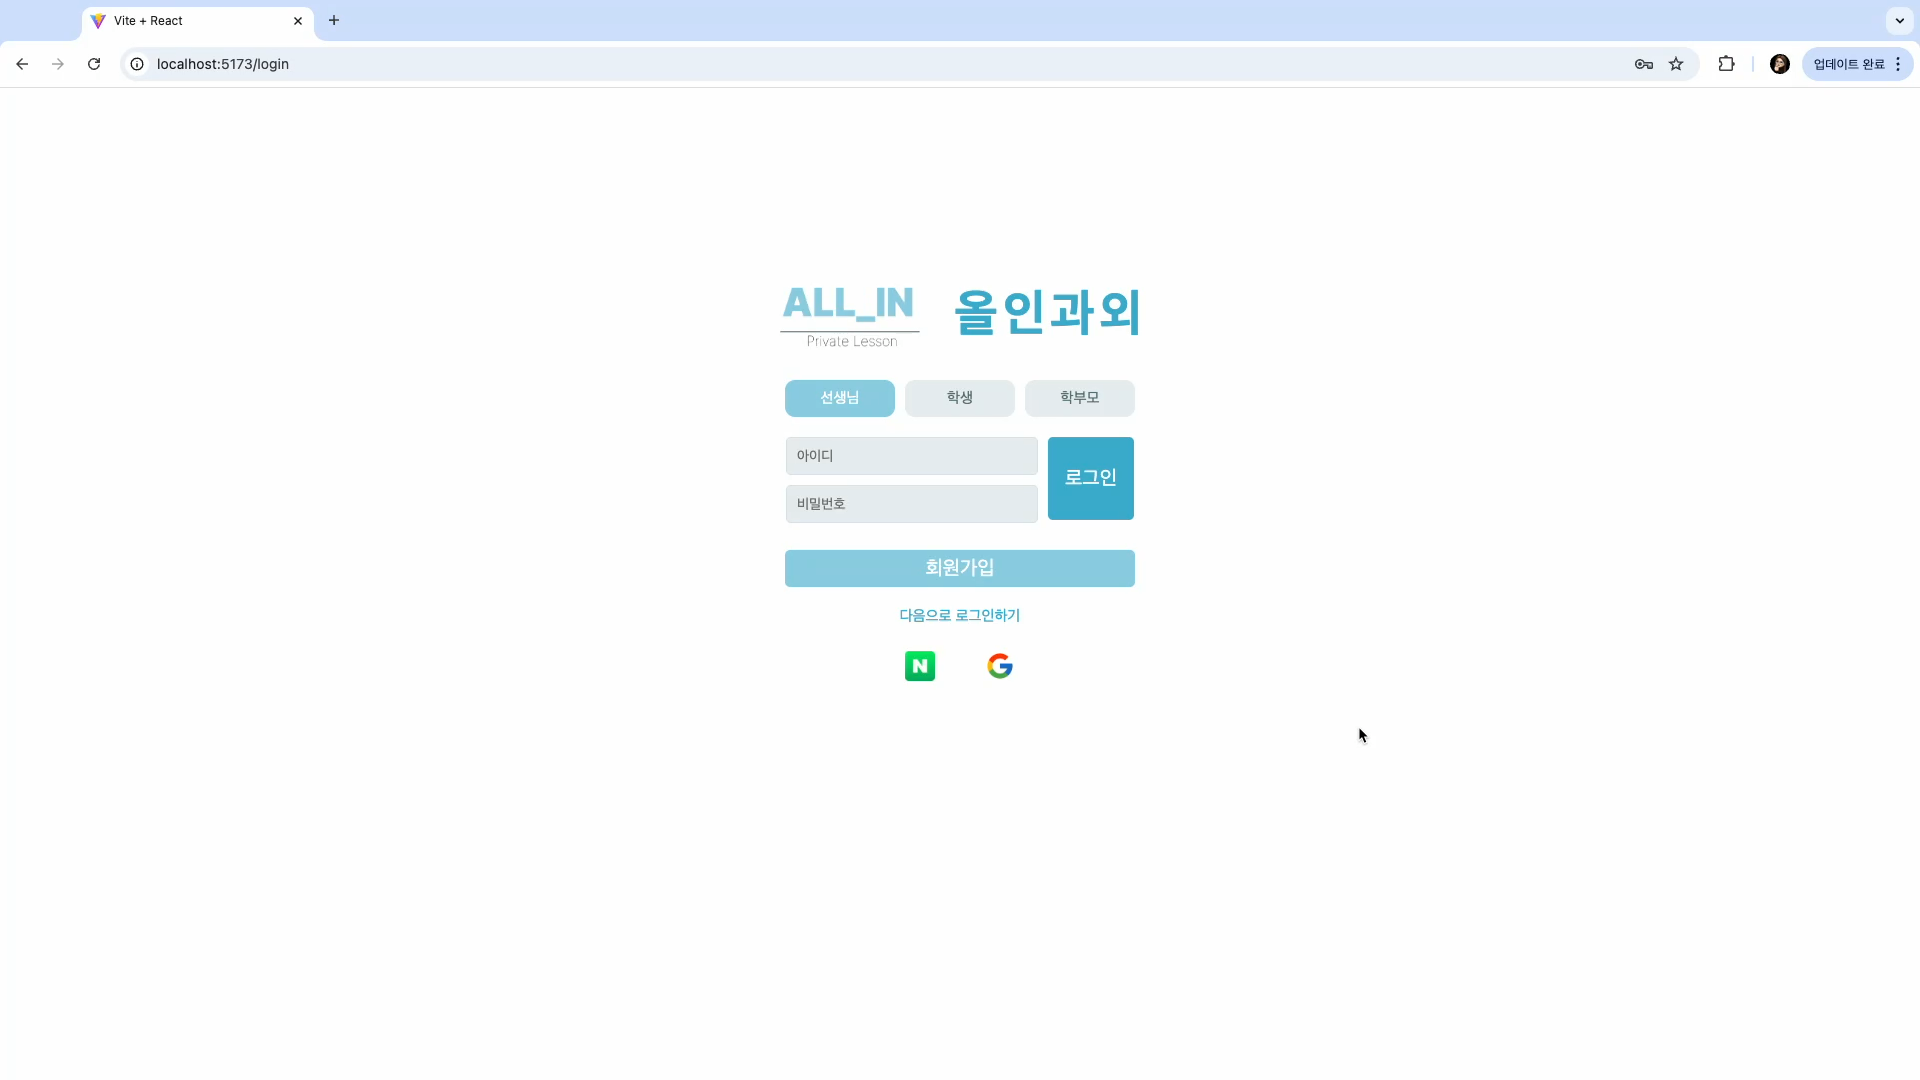 Vite + React
localhost:5173/login
업데이트 완료
ALL_IN
Private Lesson
올인과외
선생님 학생 학부모
아이디
비밀번호
로그인
회원가입
다음으로 로그인하기
N G